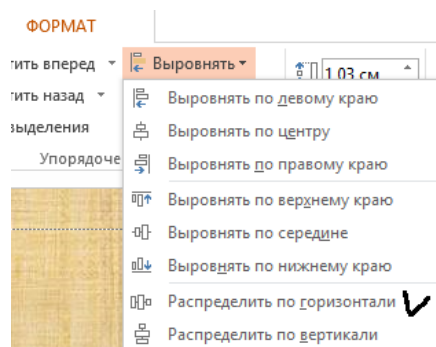 ФОРМАТ
тить вперед Выровнять
1,03 см
тить назад Выровнять по левому краю
выделения Выровнять по центру
Упорядоче Выровнять по правому краю
Выровнять по верхнему краю
Выровнять по середине
Выровнять по нижнему краю
Распределить по горизонтали
Распределить по вертикали